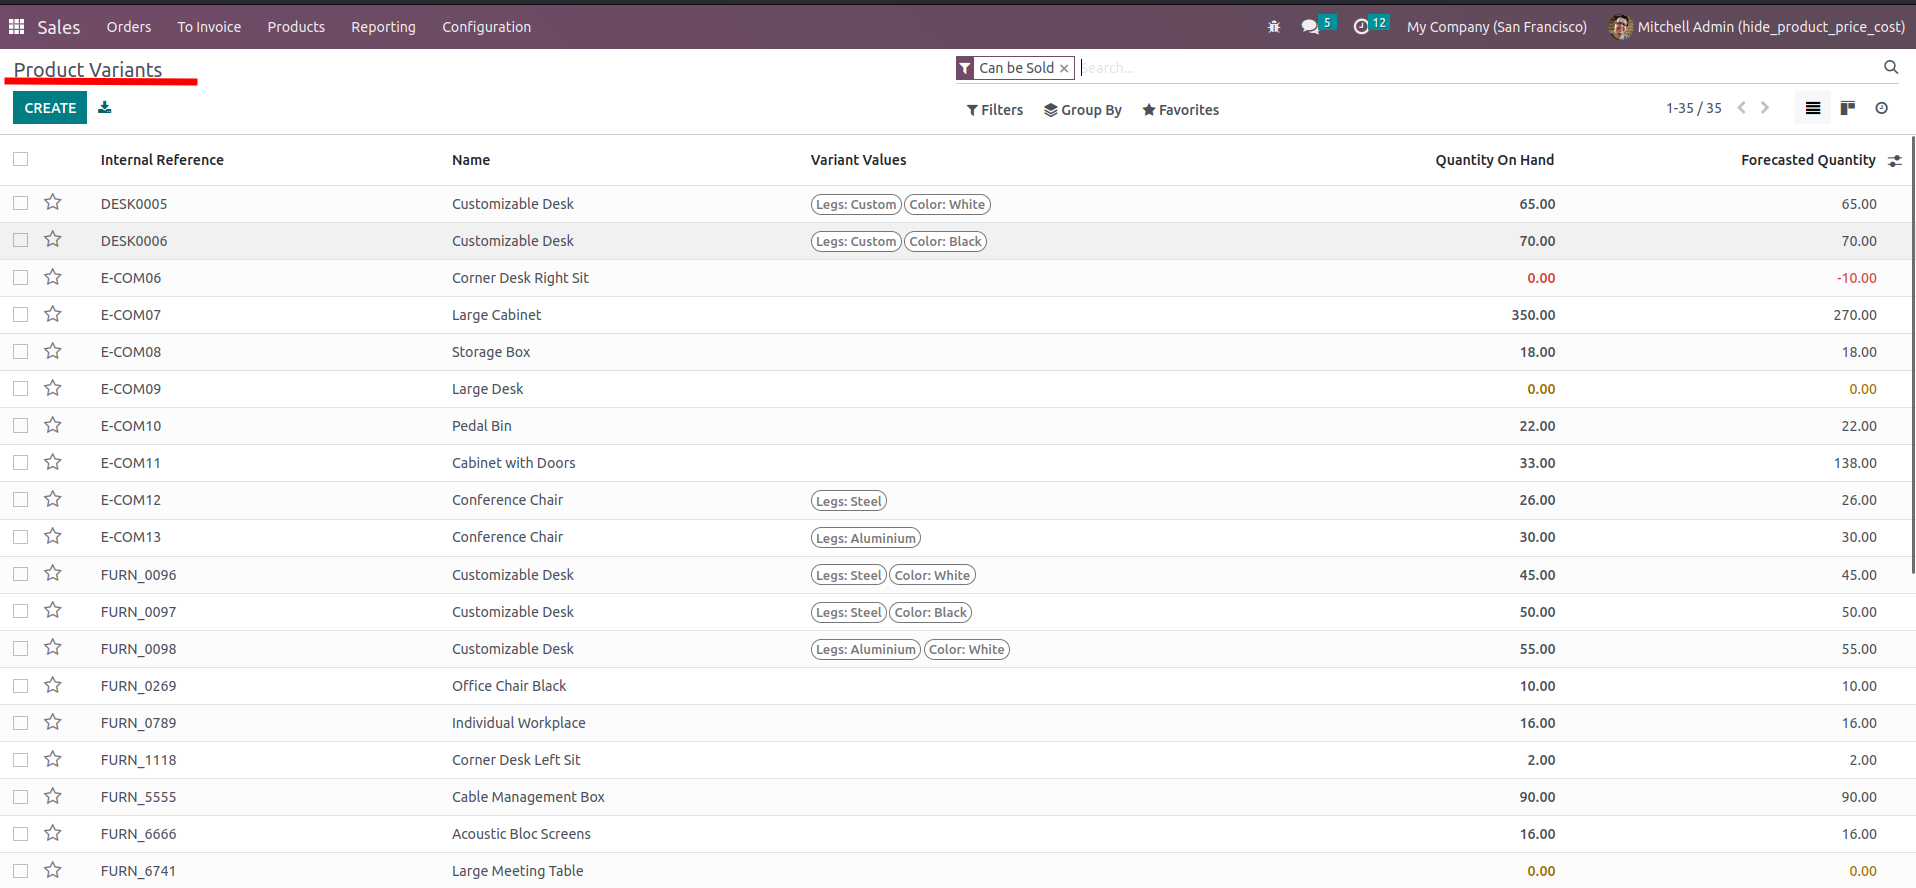 Sales Orders To Invoice Products Reporting Configuration 5 12 My Company (San Francisco) Mitchell Admin (hide_product_price_cost)
Product Variants Can be Sold × Search...
CREATE Filters Group By Favorites 1-35 / 35
Internal Reference Name Variant Values Quantity On Hand Forecasted Quantity
DESK0005 Customizable Desk Legs: Custom Color: White 65.00 65.00
DESK0006 Customizable Desk Legs: Custom Color: Black 70.00 70.00
E-COM06 Corner Desk Right Sit 0.00 -10.00
E-COM07 Large Cabinet 350.00 270.00
E-COM08 Storage Box 18.00 18.00
E-COM09 Large Desk 0.00 0.00
E-COM10 Pedal Bin 22.00 22.00
E-COM11 Cabinet with Doors 33.00 138.00
E-COM12 Conference Chair Legs: Steel 26.00 26.00
E-COM13 Conference Chair Legs: Aluminium 30.00 30.00
FURN_0096 Customizable Desk Legs: Steel Color: White 45.00 45.00
FURN_0097 Customizable Desk Legs: Steel Color: Black 50.00 50.00
FURN_0098 Customizable Desk Legs: Aluminium Color: White 55.00 55.00
FURN_0269 Office Chair Black 10.00 10.00
FURN_0789 Individual Workplace 16.00 16.00
FURN_1118 Corner Desk Left Sit 2.00 2.00
FURN_5555 Cable Management Box 90.00 90.00
FURN_6666 Acoustic Bloc Screens 16.00 16.00
FURN_6741 Large Meeting Table 0.00 0.00